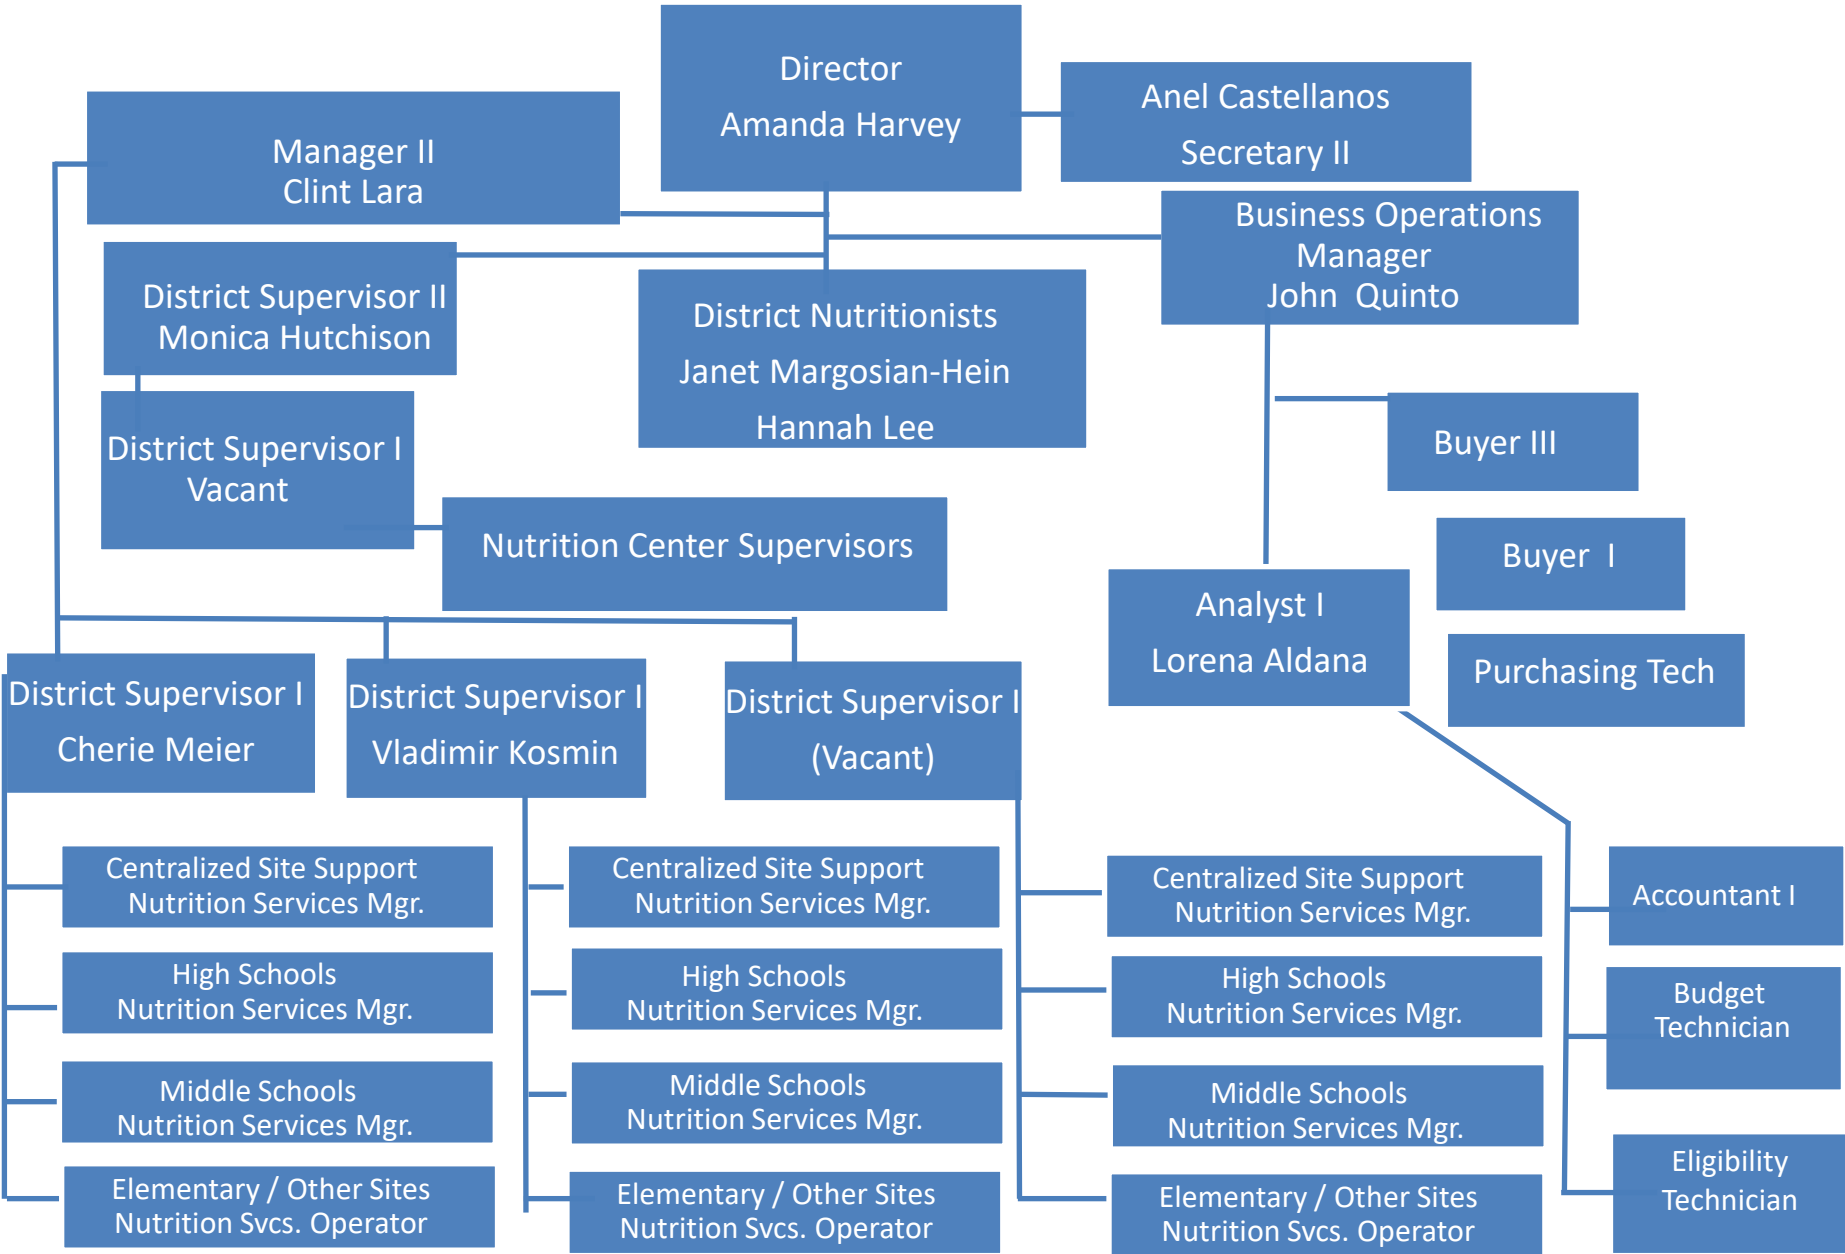 Director
Amanda Harvey
Anel Castellanos
Secretary II
Manager II
Clint Lara
Business Operations
Manager
John Quinto
District Supervisor II
Monica Hutchison
District Nutritionists
Janet Margosian-Hein
Hannah Lee
District Supervisor I
Vacant
Buyer III
Nutrition Center Supervisors
Buyer I
Analyst I
Lorena Aldana
Purchasing Tech
District Supervisor I
Cherie Meier
District Supervisor I
Vladimir Kosmin
District Supervisor I
(Vacant)
Centralized Site Support
Nutrition Services Mgr.
High Schools
Nutrition Services Mgr.
Middle Schools
Nutrition Services Mgr.
Elementary / Other Sites
Nutrition Svcs. Operator
Centralized Site Support
Nutrition Services Mgr.
High Schools
Nutrition Services Mgr.
Middle Schools
Nutrition Services Mgr.
Elementary / Other Sites
Nutrition Svcs. Operator
Centralized Site Support
Nutrition Services Mgr.
High Schools
Nutrition Services Mgr.
Middle Schools
Nutrition Services Mgr.
Elementary / Other Sites
Nutrition Svcs. Operator
Accountant I
Budget
Technician
Eligibility
Technician